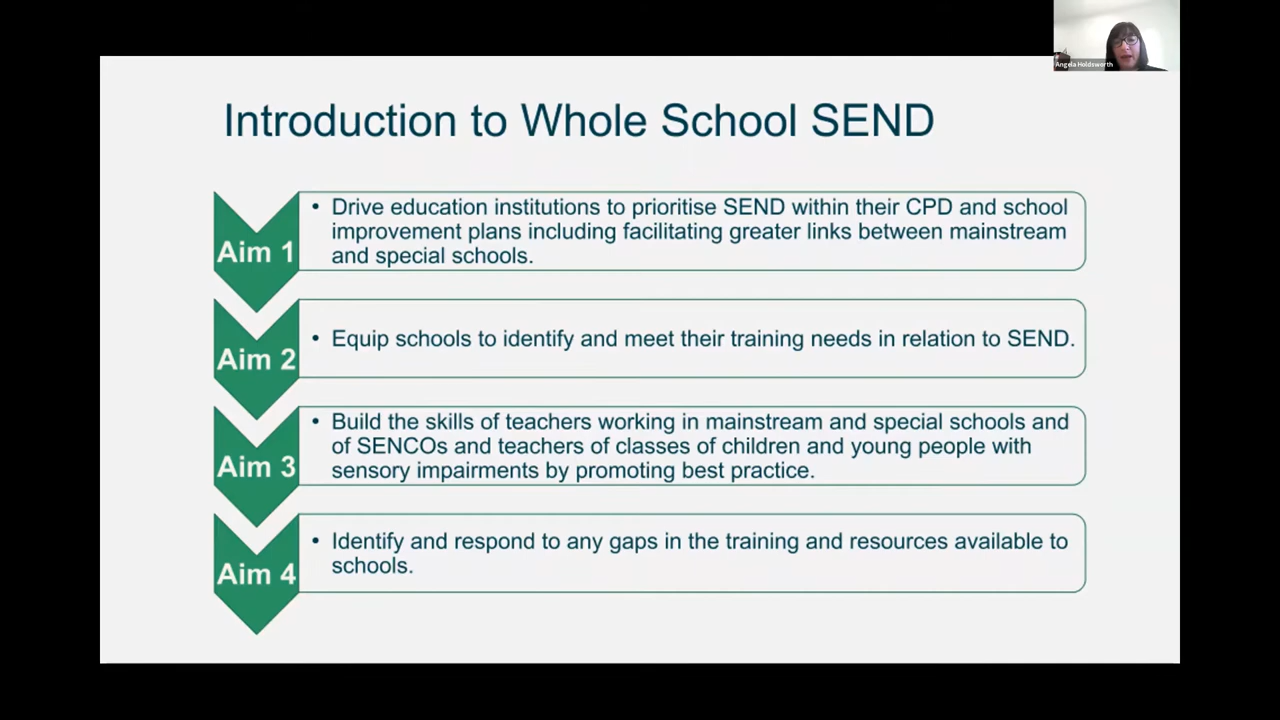 Angela Holdsworth
Introduction to Whole School SEND
Aim 1
• Drive education institutions to prioritise SEND within their CPD and school
improvement plans including facilitating greater links between mainstream
and special schools.
Aim 2
• Equip schools to identify and meet their training needs in relation to SEND.
Aim 3
• Build the skills of teachers working in mainstream and special schools and
of SENCOs and teachers of classes of children and young people with
sensory impairments by promoting best practice.
Aim 4
• Identify and respond to any gaps in the training and resources available to
schools.